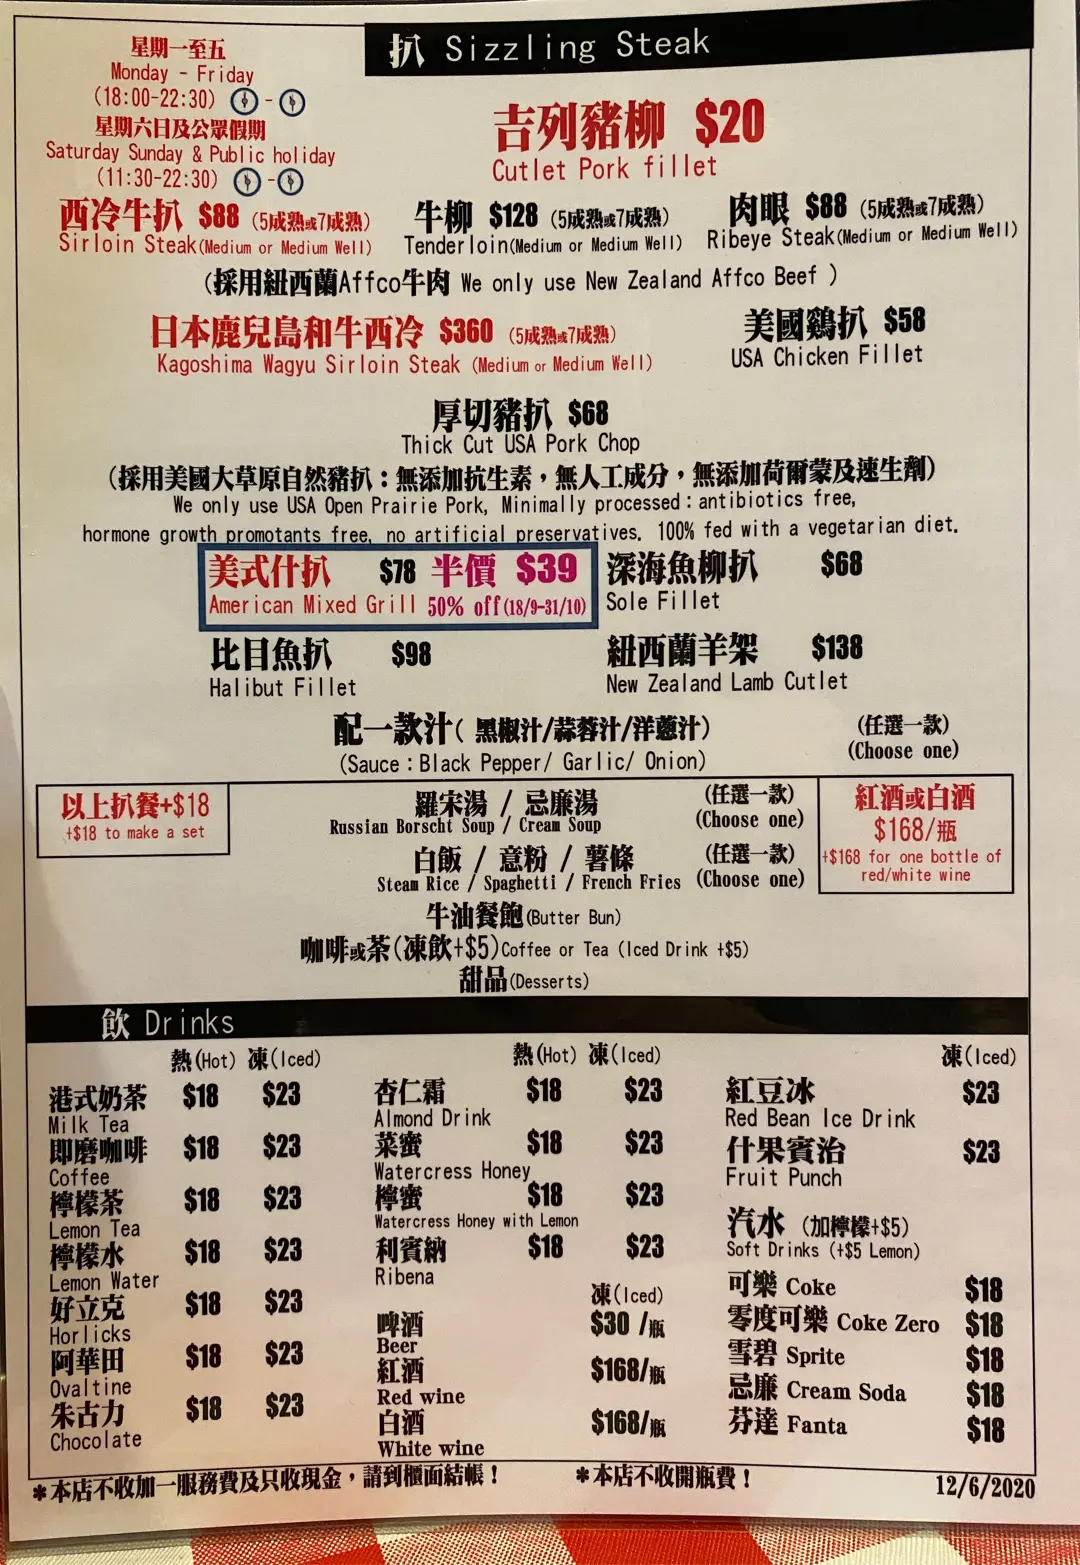 扒 Sizzling Steak
星期一至五
Monday - Friday
(18:00-22:30) -
星期六日及公眾假期
Saturday Sunday & Public holiday
(11:30-22:30) -
吉列豬柳 $20
Cutlet Pork fillet
西冷牛扒 $88 (5成熟或7成熟)
Sirloin Steak(Medium or Medium Well)
牛柳 $128 (5成熟或7成熟)
Tenderloin(Medium or Medium Well)
肉眼 $88 (5成熟或7成熟)
Ribeye Steak(Medium or Medium Well)
(採用紐西蘭Affco牛肉 We only use New Zealand Affco Beef )
日本鹿兒島和牛西冷 $360 (5成熟或7成熟)
Kagoshima Wagyu Sirloin Steak (Medium or Medium Well)
美國鷄扒 $58
USA Chicken Fillet
厚切豬扒 $68
Thick Cut USA Pork Chop
(採用美國大草原自然豬扒：無添加抗生素，無人工成分，無添加荷爾蒙及速生劑)
We only use USA Open Prairie Pork, Minimally processed：antibiotics free,
hormone growth promotants free, no artificial preservatives. 100% fed with a vegetarian diet.
美式什扒 $78 半價 $39
American Mixed Grill 50% off(18/9-31/10)
深海魚柳扒 $68
Sole Fillet
比目魚扒 $98
Halibut Fillet
紐西蘭羊架 $138
New Zealand Lamb Cutlet
配一款汁( 黑椒汁/蒜蓉汁/洋蔥汁) (任選一款)
(Sauce：Black Pepper/ Garlic/ Onion) (Choose one)
以上扒餐+$18
+$18 to make a set
羅宋湯 / 忌廉湯 (任選一款)
Russian Borscht Soup / Cream Soup (Choose one)
白飯 / 意粉 / 薯條 (任選一款)
Steam Rice / Spaghetti / French Fries (Choose one)
牛油餐飽(Butter Bun)
咖啡或茶(凍飲+$5)Coffee or Tea (Iced Drink +$5)
甜品(Desserts)
紅酒或白酒
$168/瓶
+$168 for one bottle of
red/white wine
飲 Drinks
熱(Hot) 凍(Iced)
港式奶茶 $18 $23
Milk Tea
即磨咖啡 $18 $23
Coffee
檸檬茶 $18 $23
Lemon Tea
檸檬水 $18 $23
Lemon Water
好立克 $18 $23
Horlicks
阿華田 $18 $23
Ovaltine
朱古力 $18 $23
Chocolate
熱(Hot) 凍(Iced)
杏仁霜 $18 $23
Almond Drink
菜蜜 $18 $23
Watercress Honey
檸蜜 $18 $23
Watercress Honey with Lemon
利賓納 $18 $23
Ribena
凍(Iced)
啤酒 $30 /瓶
Beer
紅酒 $168/瓶
Red wine
白酒 $168/瓶
White wine
凍(Iced)
紅豆冰 $23
Red Bean Ice Drink
什果賓治 $23
Fruit Punch
汽水 (加檸檬+$5)
Soft Drinks (+$5 Lemon)
可樂 Coke $18
零度可樂 Coke Zero $18
雪碧 Sprite $18
忌廉 Cream Soda $18
芬達 Fanta $18
*本店不收加一服務費及只收現金，請到櫃面結帳！ *本店不收開瓶費！ 12/6/2020